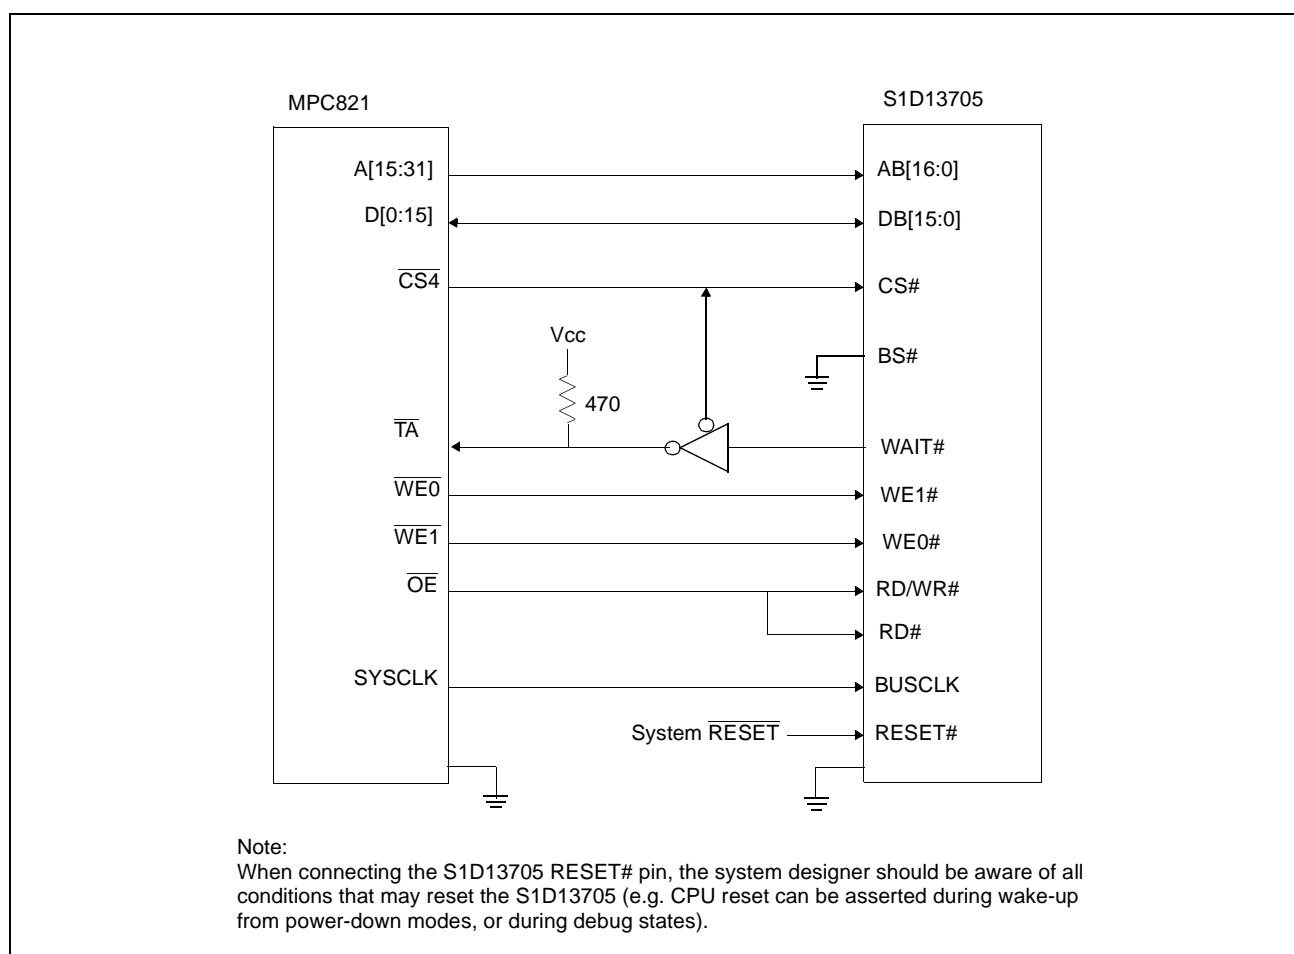 MPC821
S1D13705
A[15:31]
AB[16:0]
D[0:15]
DB[15:0]
CS4
CS#
Vcc
BS#
470
TA
WAIT#
WE0
WE1#
WE1
WE0#
OE
RD/WR#
RD#
SYSCLK
BUSCLK
System RESET
RESET#
Note:
When connecting the S1D13705 RESET# pin, the system designer should be aware of all
conditions that may reset the S1D13705 (e.g. CPU reset can be asserted during wake-up
from power-down modes, or during debug states).